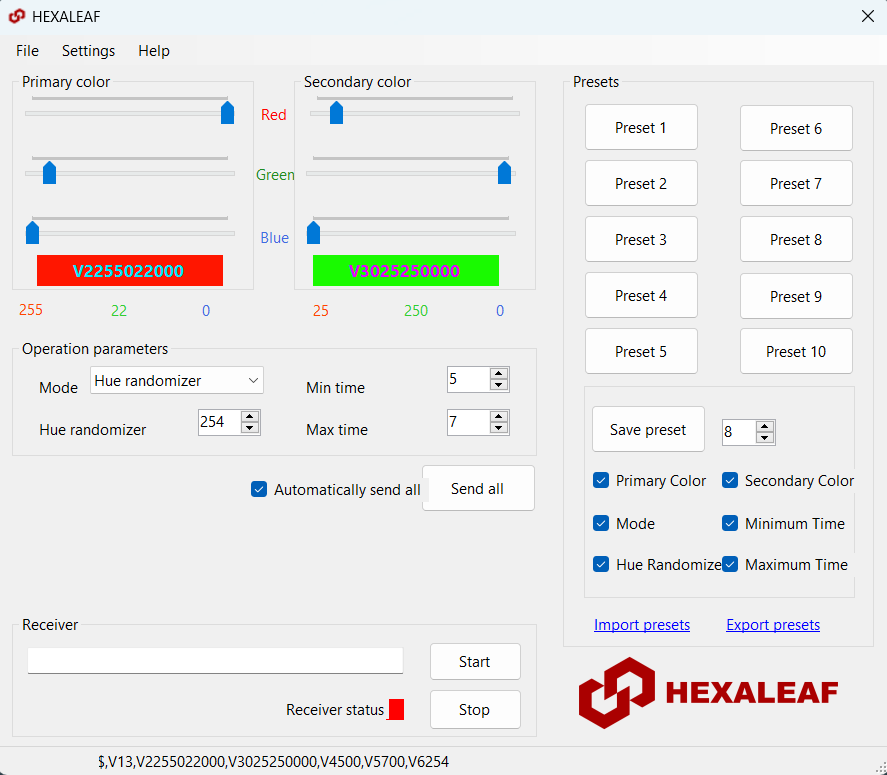 HEXALEAF
File Settings Help
Primary color
Secondary color
Red
Green
Blue
V2255022000
V3025250000
255 22 0
25 250 0
Operation parameters
Mode Hue randomizer
Min time 5
Hue randomizer 254
Max time 7
Automatically send all
Send all
Receiver
Start
Receiver status
Stop
Presets
Preset 1 Preset 6
Preset 2 Preset 7
Preset 3 Preset 8
Preset 4 Preset 9
Preset 5 Preset 10
Save preset 8
Primary Color Secondary Color
Mode Minimum Time
Hue Randomize Maximum Time
Import presets Export presets
HEXALEAF
$,V13,V2255022000,V3025250000,V4500,V5700,V6254